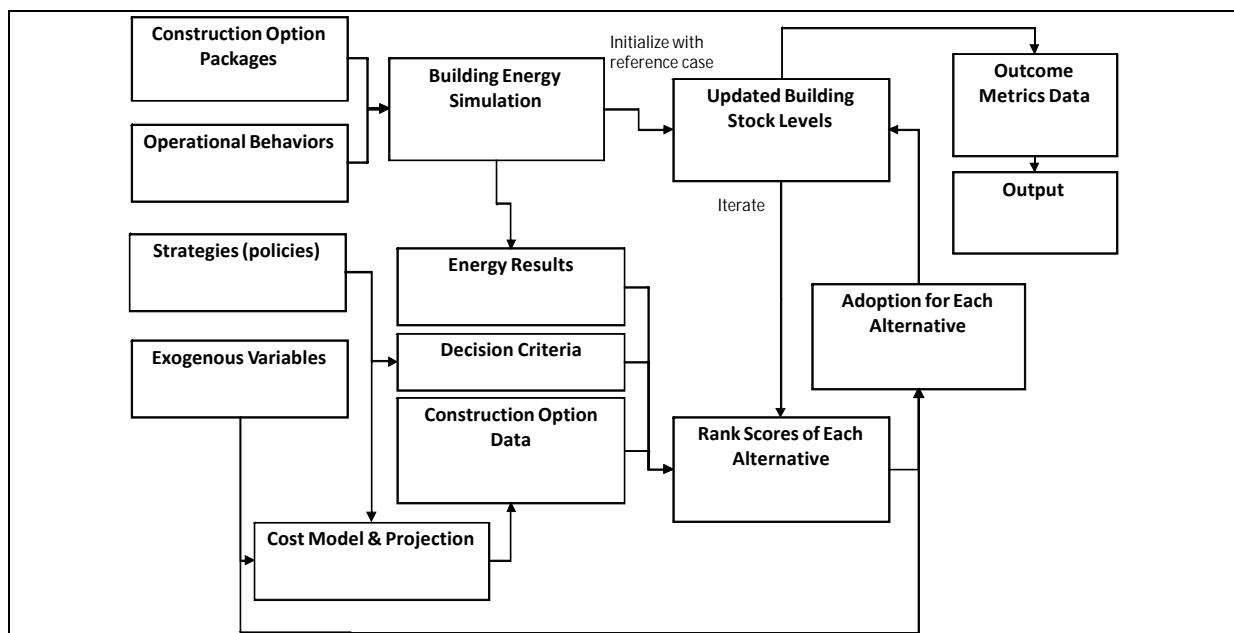 Construction Option
Packages
Operational Behaviors
Building Energy
Simulation
Initialize with
reference case
Updated Building
Stock Levels
Outcome
Metrics Data
Output
Iterate
Strategies (policies)
Exogenous Variables
Energy Results
Decision Criteria
Construction Option
Data
Adoption for Each
Alternative
Rank Scores of Each
Alternative
Cost Model & Projection